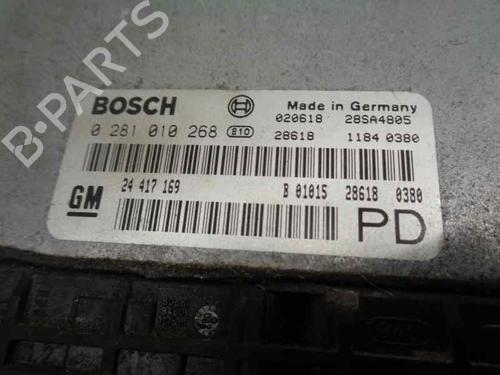 BOSCH Made in Germany
020618 28SA4805
0 281 010 268 810 28618 1184 0380
GM 24 417 169 B 01015 28618 0380
PD
B-PARTS